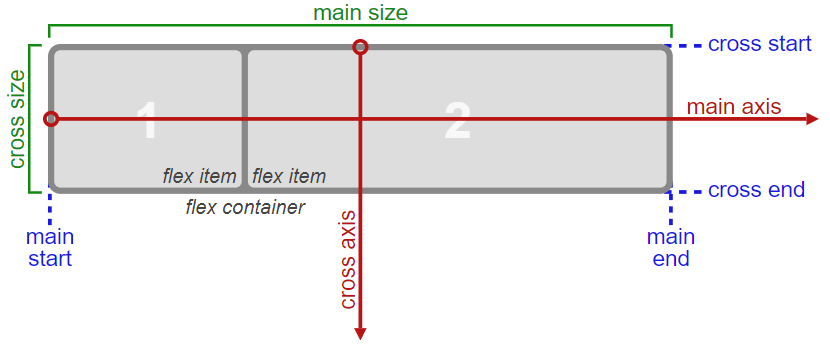 main size
cross start
cross size
1
2
main axis
flex item
flex item
cross end
flex container
cross axis
main
start
main
end